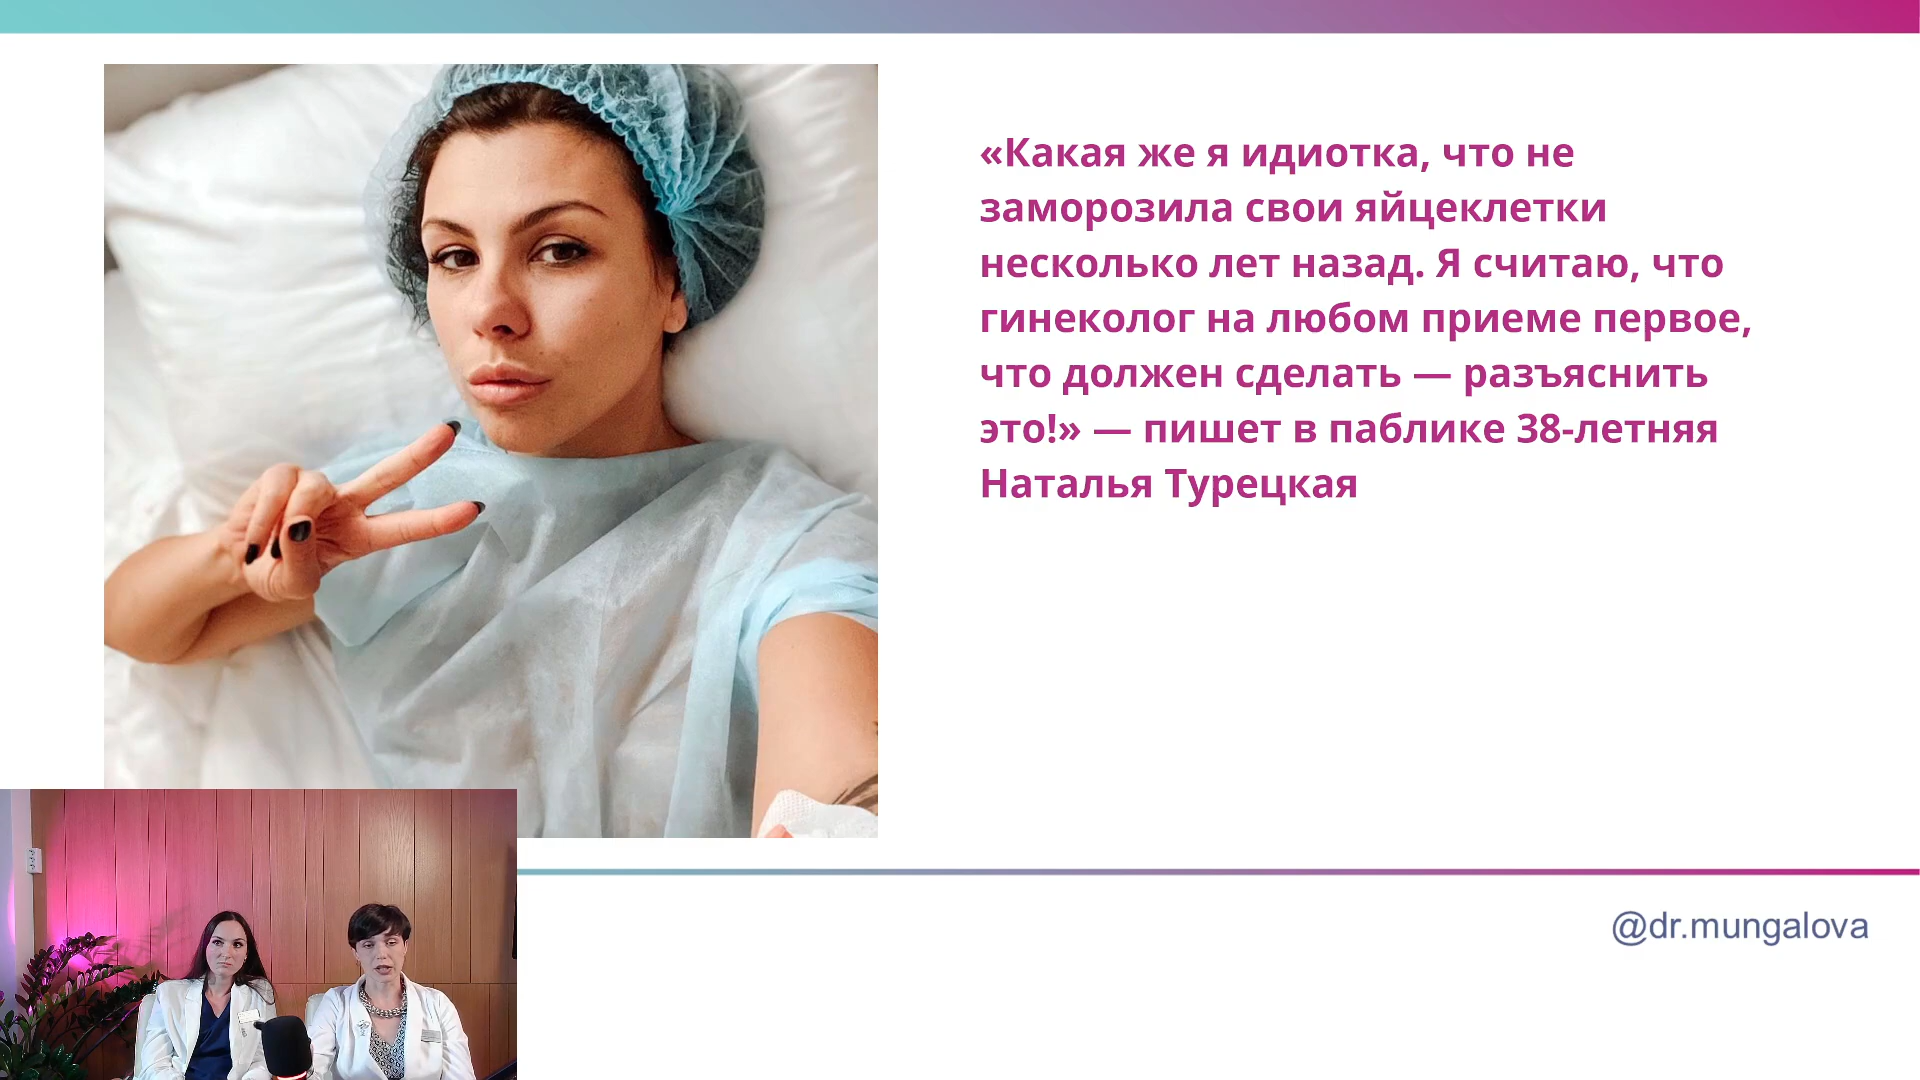 «Какая же я идиотка, что не
заморозила свои яйцеклетки
несколько лет назад. Я считаю, что
гинеколог на любом приеме первое,
что должен сделать — разъяснить
это!» — пишет в паблике 38-летняя
Наталья Турецкая
@dr.mungalova